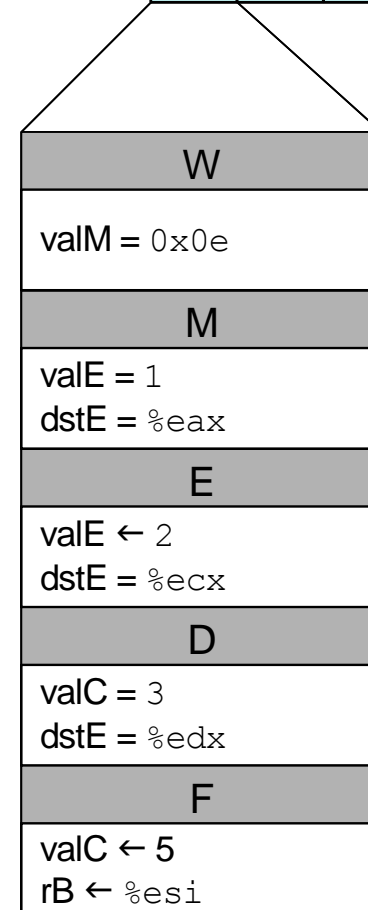 W
valM = 0x0e
M
valE = 1
dstE = %eax
E
valE ← 2
dstE = %ecx
D
valC = 3
dstE = %edx
F
valC ← 5
rB ← %esi